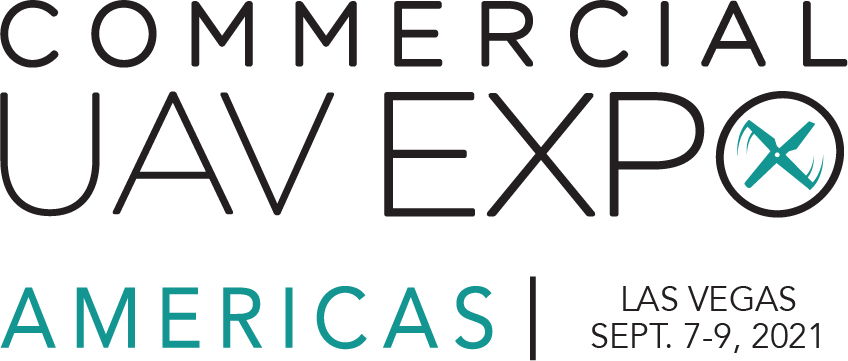 COMMERCIAL
UAV EXPO
AMERICAS
LAS VEGAS
SEPT. 7-9, 2021